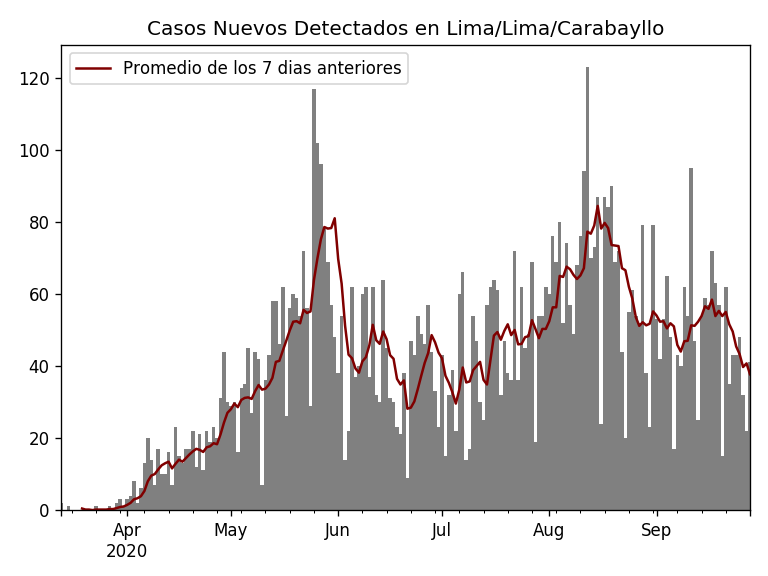 Casos Nuevos Detectados en Lima/Lima/Carabayllo
Promedio de los 7 dias anteriores
120
100
80
60
40
20
0
Apr May Jun Jul Aug Sep
2020